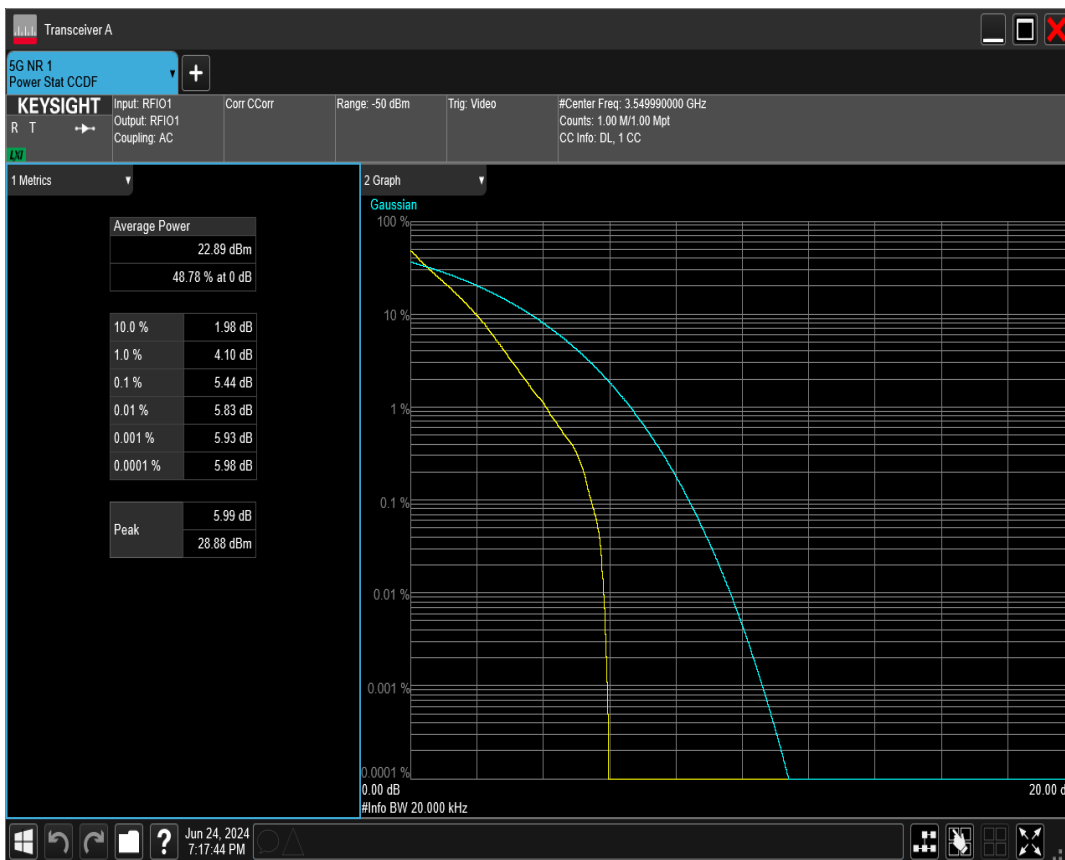 Transceiver A
5G NR 1
Power Stat CCDF
+
KEYSIGHT
R T
LXI
Input: RFIO1
Output: RFIO1
Coupling: AC
Corr CCorr
Range: -50 dBm
Trig: Video
#Center Freq: 3.549990000 GHz
Counts: 1.00 M/1.00 Mpt
CC Info: DL, 1 CC
1 Metrics
Average Power
22.89 dBm
48.78 % at 0 dB
10.0 % 1.98 dB
1.0 % 4.10 dB
0.1 % 5.44 dB
0.01 % 5.83 dB
0.001 % 5.93 dB
0.0001 % 5.98 dB
Peak
5.99 dB
28.88 dBm
2 Graph
Gaussian
100 %
10 %
1 %
0.1 %
0.01 %
0.001 %
0.0001 %
0.00 dB
20.00 d
#Info BW 20.000 kHz
?
Jun 24, 2024
7:17:44 PM